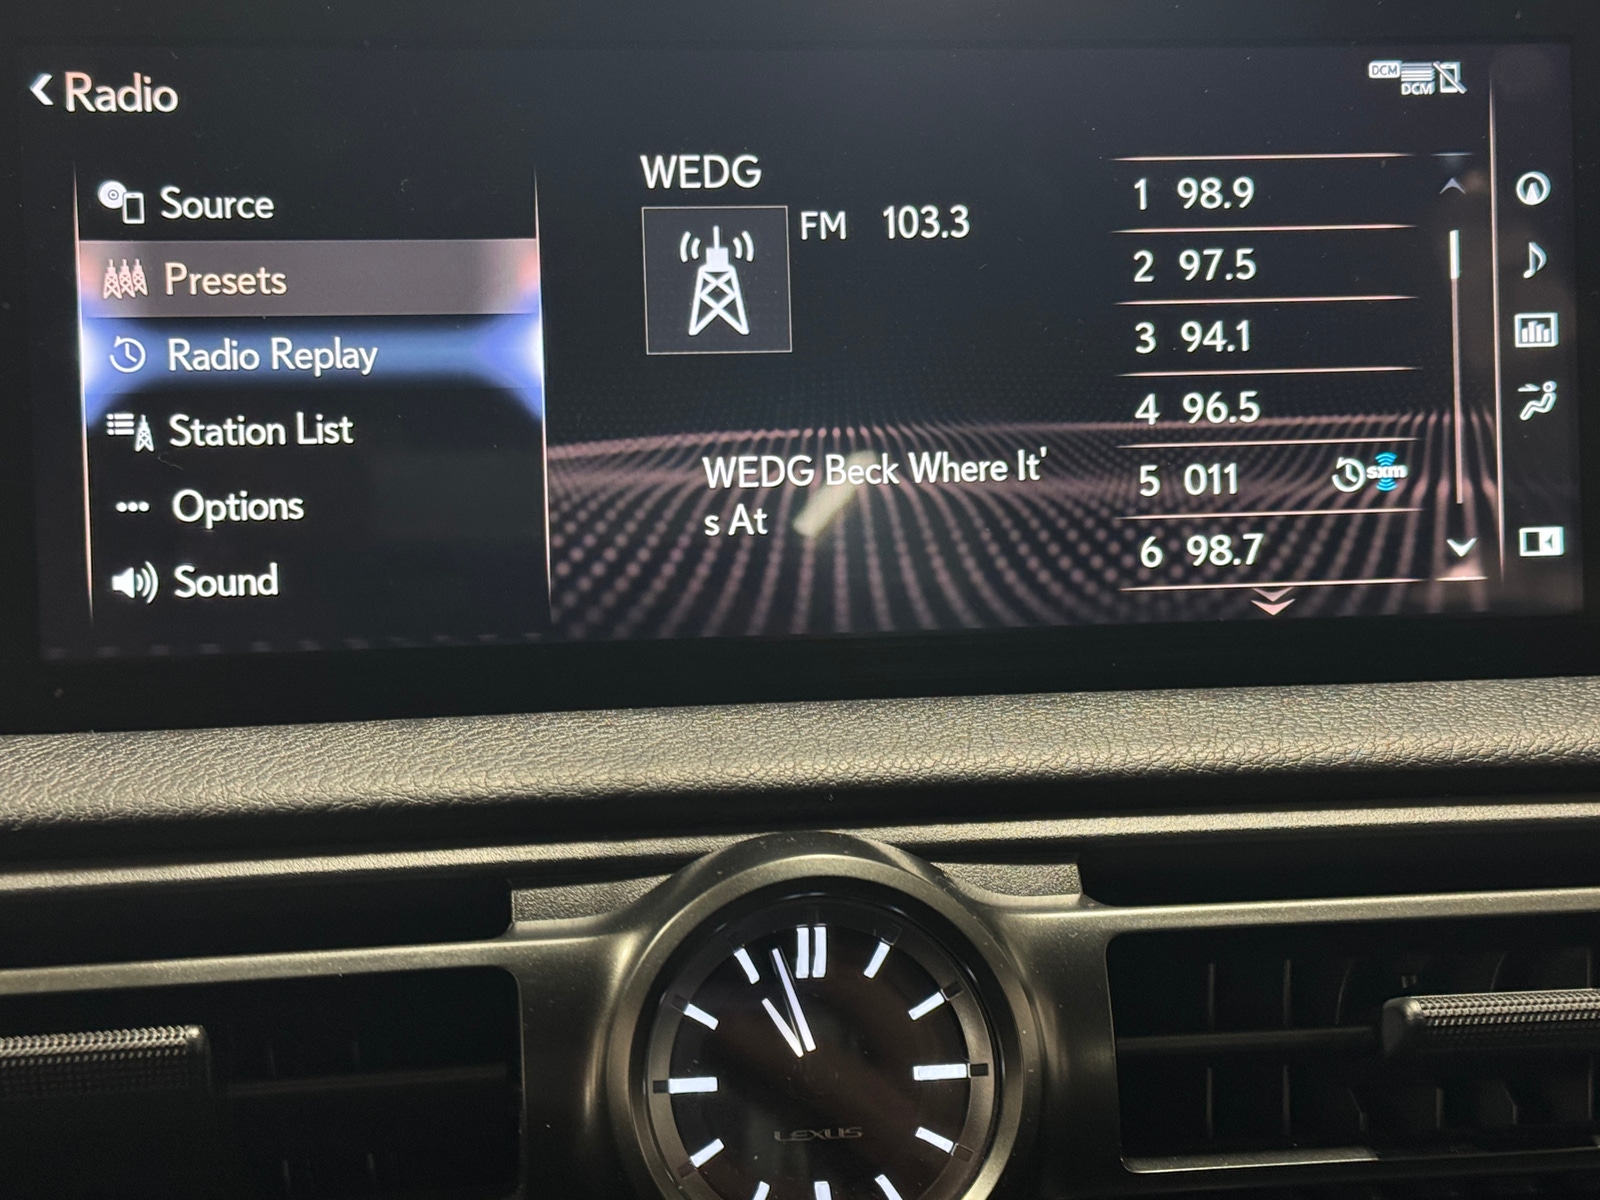 Radio
DCM
DCM
Source
Presets
Radio Replay
Station List
Options
Sound
WEDG
FM 103.3
WEDG Beck Where It'
s At
1 98.9
2 97.5
3 94.1
4 96.5
5 011 sxm
6 98.7
LEXUS